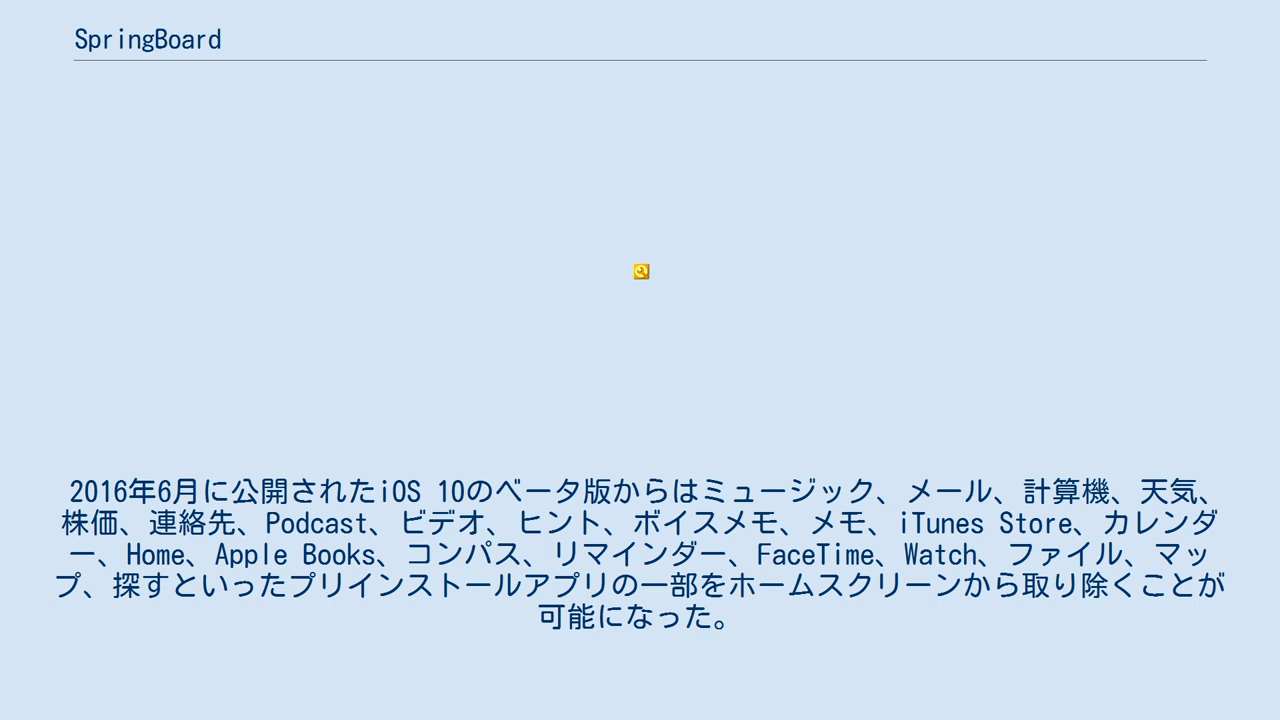 SpringBoard
2016年6月に公開されたiOS 10のベータ版からはミュージック、メール、計算機、天気、
株価、連絡先、Podcast、ビデオ、ヒント、ボイスメモ、メモ、iTunes Store、カレンダ
ー、Home、Apple Books、コンパス、リマインダー、FaceTime、Watch、ファイル、マッ
プ、探すといったプリインストールアプリの一部をホームスクリーンから取り除くことが
可能になった。